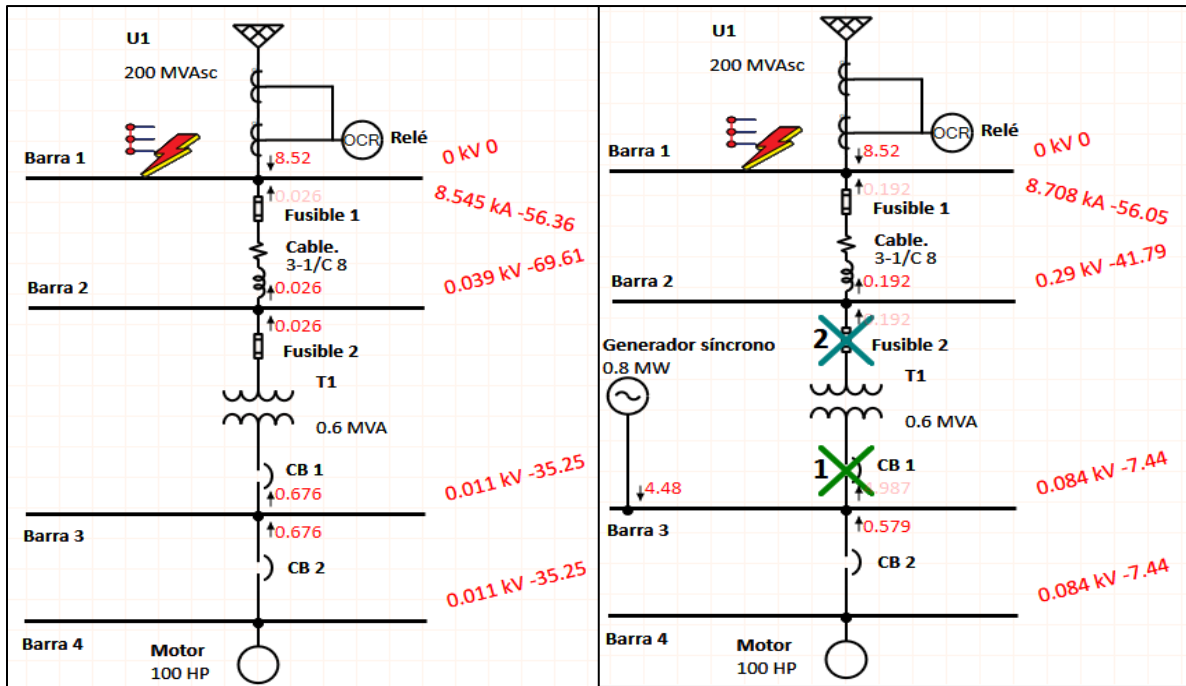 U1
200 MVAsc
OCR
Relé
Barra 1
8.52
0 kV 0
0.026
8.545 kA -56.36
Fusible 1
Cable.
3-1/C 8
0.039 kV -69.61
Barra 2
0.026
0.026
Fusible 2
T1
0.6 MVA
CB 1
0.676
0.011 kV -35.25
Barra 3
0.676
CB 2
0.011 kV -35.25
Barra 4
Motor
100 HP
U1
200 MVAsc
OCR
Relé
Barra 1
8.52
0 kV 0
0.192
8.708 kA -56.05
Fusible 1
Cable.
3-1/C 8
0.29 kV -41.79
Barra 2
0.192
0.192
2
Fusible 2
Generador síncrono
0.8 MW
T1
0.6 MVA
1
CB 1
4.48
0.084 kV -7.44
Barra 3
0.579
CB 2
0.084 kV -7.44
Barra 4
Motor
100 HP